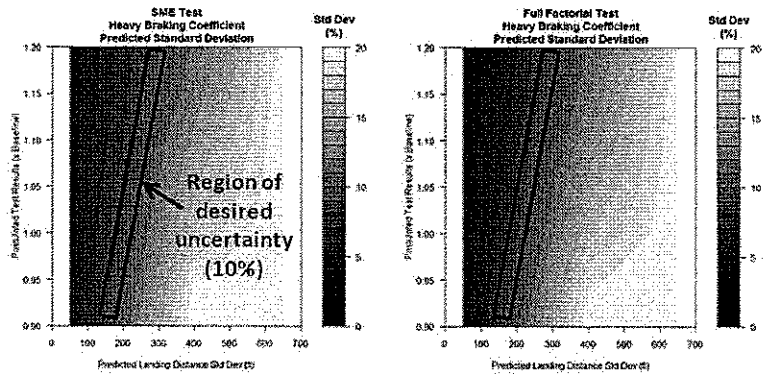 SME Test
Heavy Braking Coefficient
Predicted Standard Deviation
Std Dev
(%)
1.20
1.15
1.10
1.05
1.00
0.95
0.90
Postulated Test Results (x Baseline)
Region of
desired
uncertainty
(10%)
20
15
10
5
0
0 100 200 300 400 500 600 700
Predicted Landing Distance Std Dev (ft)
Full Factorial Test
Heavy Braking Coefficient
Predicted Standard Deviation
Std Dev
(%)
1.20
1.15
1.10
1.05
1.00
0.95
0.90
Postulated Test Results (x Baseline)
20
15
10
5
0
0 100 200 300 400 500 600 700
Predicted Landing Distance Std Dev (ft)